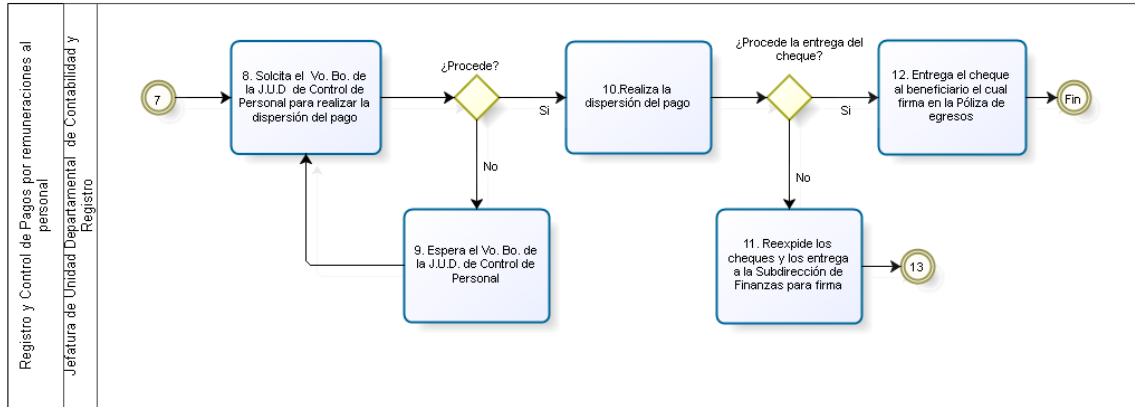 Registro y Control de Pagos por remuneraciones al
personal
Jefatura de Unidad Departamental de Contabilidad y
Registro
7
8. Solcita el Vo. Bo. de
la J.U.D de Control de
Personal para realizar la
dispersión del pago
¿Procede?
Si
No
9. Espera el Vo. Bo. de
la J.U.D. de Control de
Personal
10.Realiza la
dispersión del pago
¿Procede la entrega del
cheque?
Si
No
11. Reexpide los
cheques y los entrega
a la Subdirección de
Finanzas para firma
13
12. Entrega el cheque
al beneficiario el cual
firma en la Póliza de
egresos
Fin